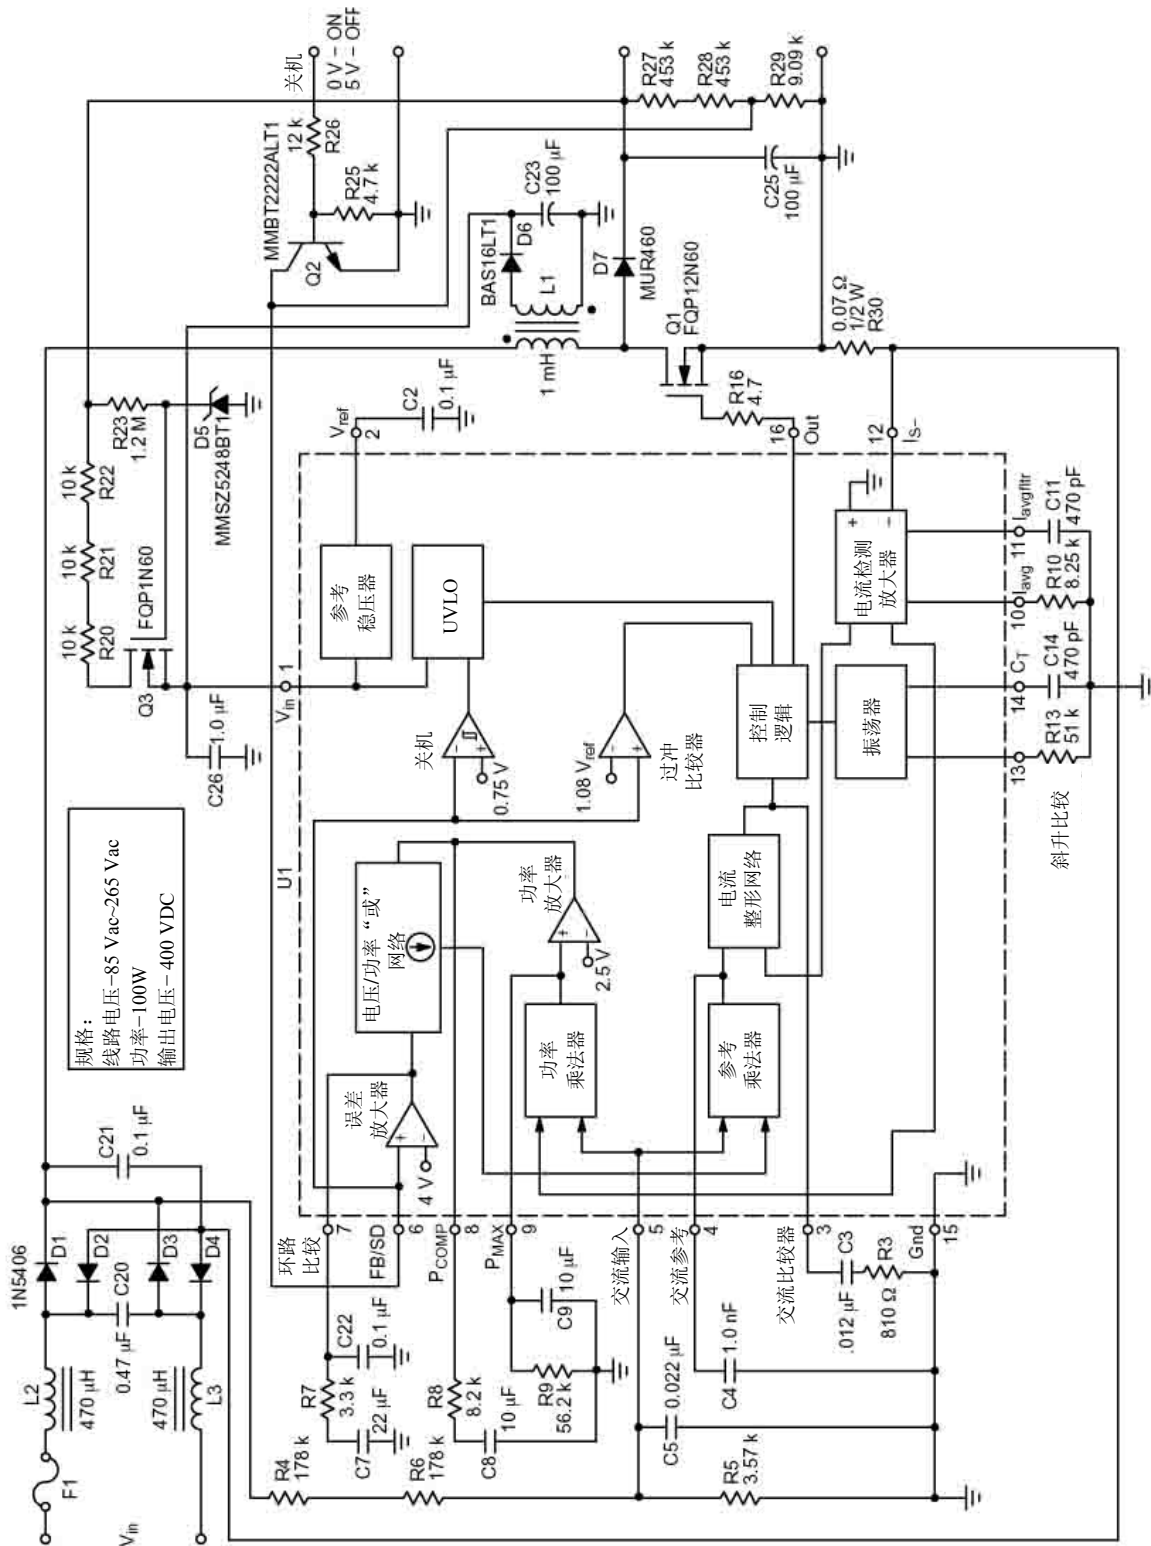 规格：
线路电压–85 Vac~265 Vac
功率–100W
输出电压– 400 VDC
F1
V_in
L2
470 μH
470 μH
L3
0.47 μF
C20
1N5406
D1
D2
D3
D4
C21
0.1 μF
C26
1.0 μF
Q3
FQP1N60
10 k
R20
10 k
R21
10 k
R22
R23
1.2 M
D5
MMSZ5248BT1
MMBT2222ALT1
Q2
12 k
R26
R25
4.7 k
关机
0 V – ON
5 V – OFF
BAS16LT1
D6
C23
100 μF
L1
1 mH
D7
MUR460
R27
453 k
R28
453 k
R29
9.09 k
C25
100 μF
Q1
FQP12N60
R16
4.7
0.07 Ω
1/2 W
R30
V_ref
2
C2
0.1 μF
V_in
1
U1
参考
稳压器
UVLO
关机
–
+
0.75 V
1.08 V_ref
–
+
过冲
比较器
控制
逻辑
振荡器
电流检测
放大器
+
–
16
Out
12
I_S-
电压/功率“或”
网络
误差
放大器
+
–
4 V
功率
放大器
+
–
2.5 V
功率
乘法器
参考
乘法器
电流
整形网络
环路
比较
7
FB/SD
6
P_COMP
8
P_MAX
9
交流输入
5
交流参考
4
交流比较器
3
Gnd
15
13
斜升比较
14
C_T
10
I_avg
11
I_avgfltr
R13
51 k
C14
470 pF
R10
8.25 k
C11
470 pF
R4
178 k
R6
178 k
R7
3.3 k
C7
22 μF
C22
0.1 μF
R8
8.2 k
C8
10 μF
R9
56.2 k
C9
10 μF
C5
0.022 μF
R5
3.57 k
C4
1.0 nF
C3
.012 μF
R3
810 Ω